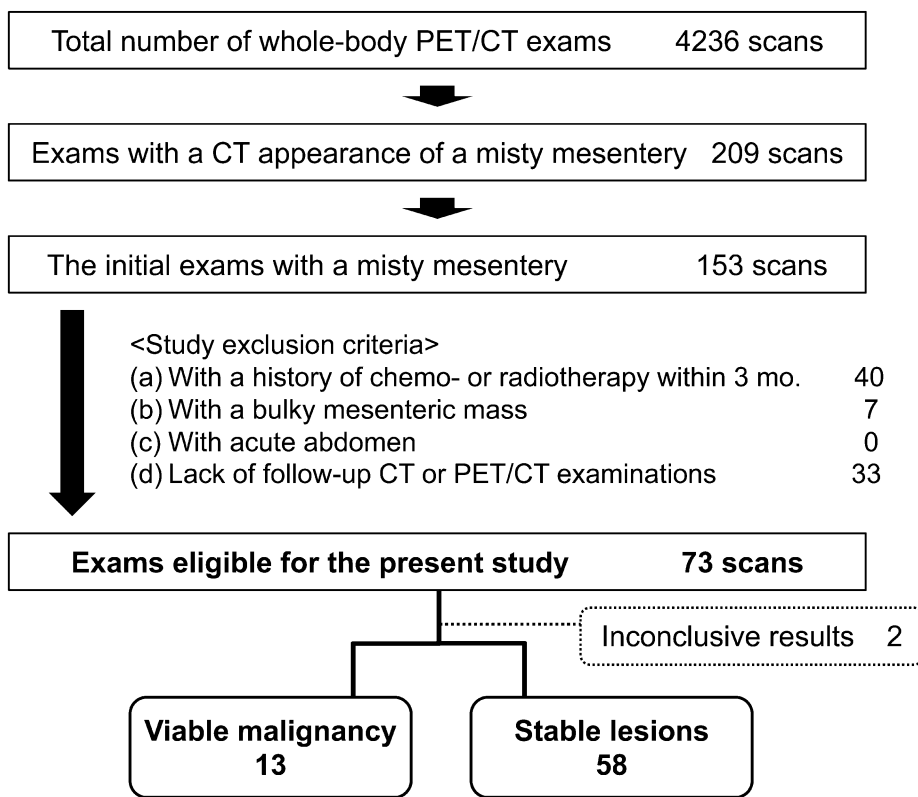 Total number of whole-body PET/CT exams 4236 scans
Exams with a CT appearance of a misty mesentery 209 scans
The initial exams with a misty mesentery 153 scans
<Study exclusion criteria>
(a) With a history of chemo- or radiotherapy within 3 mo. 40
(b) With a bulky mesenteric mass 7
(c) With acute abdomen 0
(d) Lack of follow-up CT or PET/CT examinations 33
Exams eligible for the present study 73 scans
Inconclusive results 2
Viable malignancy
13
Stable lesions
58